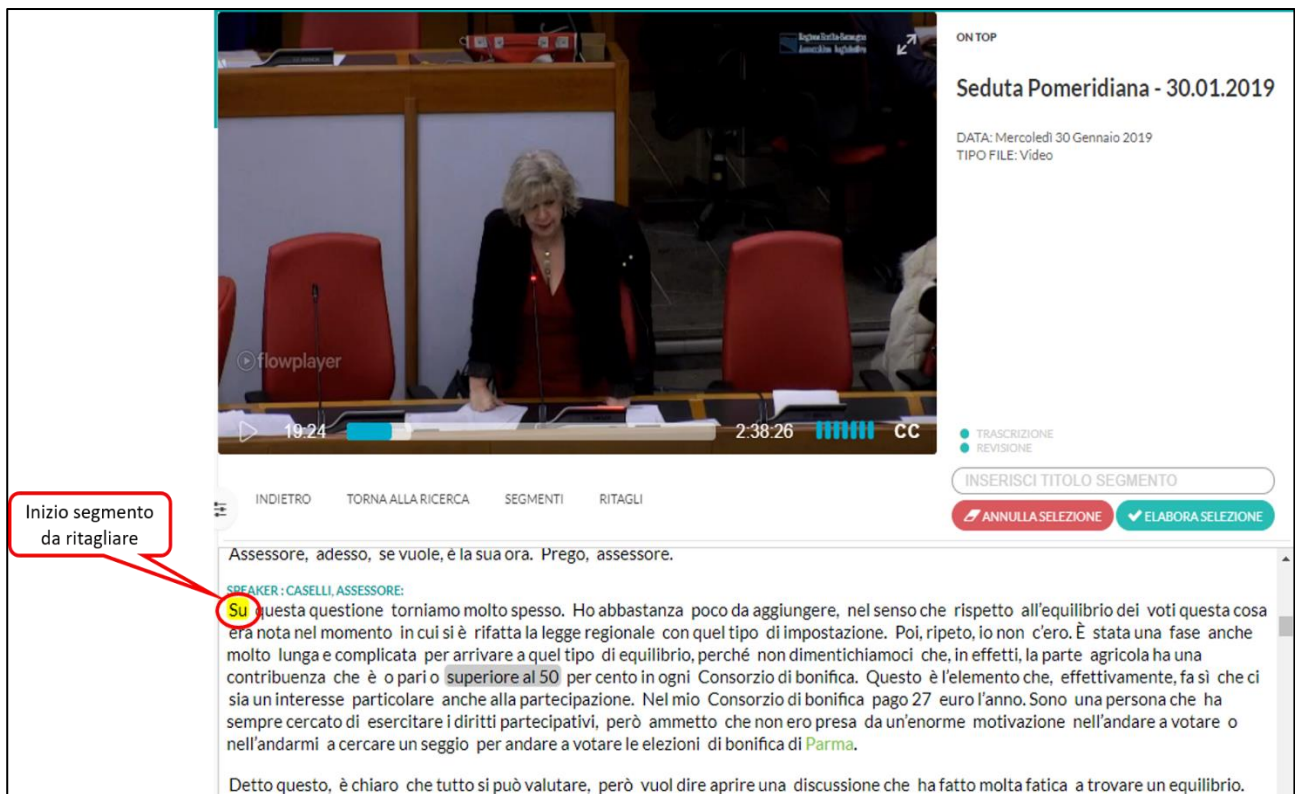 Regione Emilia-Romagna
Assemblea legislativa
ON TOP
Seduta Pomeridiana - 30.01.2019
DATA: Mercoledì 30 Gennaio 2019
TIPO FILE: Video
flowplayer
19:24
2:38:26
CC
TRASCRIZIONE
REVISIONE
INSERISCI TITOLO SEGMENTO
ANNULLA SELEZIONE
ELABORA SELEZIONE
INDIETRO
TORNA ALLA RICERCA
SEGMENTI
RITAGLI
Inizio segmento
da ritagliare
Assessore, adesso, se vuole, è la sua ora. Prego, assessore.
SPEAKER : CASELLI, ASSESSORE:
Su questa questione torniamo molto spesso. Ho abbastanza poco da aggiungere, nel senso che rispetto all'equilibrio dei voti questa cosa
era nota nel momento in cui si è rifatta la legge regionale con quel tipo di impostazione. Poi, ripeto, io non c'ero. È stata una fase anche
molto lunga e complicata per arrivare a quel tipo di equilibrio, perché non dimentichiamoci che, in effetti, la parte agricola ha una
contribuenza che è o pari o superiore al 50 per cento in ogni Consorzio di bonifica. Questo è l'elemento che, effettivamente, fa sì che ci
sia un interesse particolare anche alla partecipazione. Nel mio Consorzio di bonifica pago 27 euro l'anno. Sono una persona che ha
sempre cercato di esercitare i diritti partecipativi, però ammetto che non ero presa da un'enorme motivazione nell'andare a votare o
nell'andarmi a cercare un seggio per andare a votare le elezioni di bonifica di Parma.
Detto questo, è chiaro che tutto si può valutare, però vuol dire aprire una discussione che ha fatto molta fatica a trovare un equilibrio.